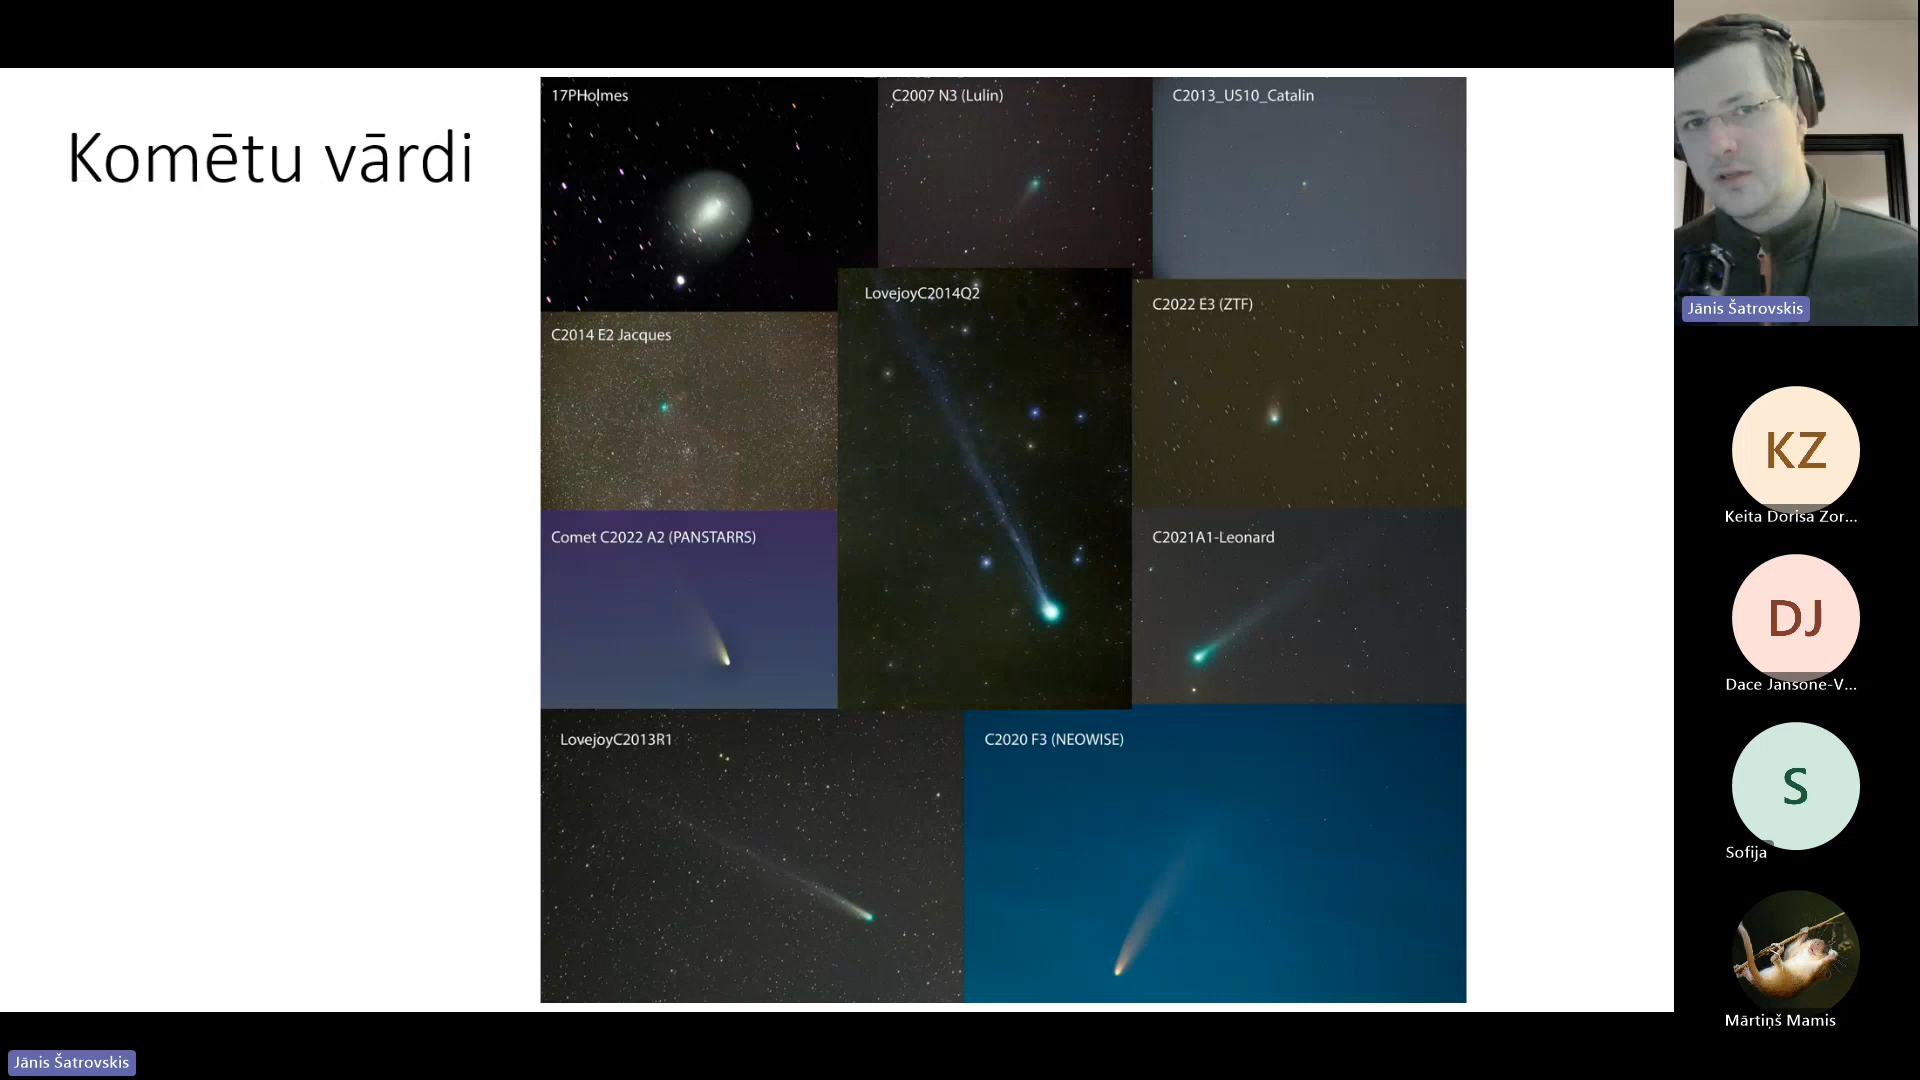 Komētu vārdi
17PHolmes
C2007 N3 (Lulin)
C2013_US10_Catalin
LovejoyC2014Q2
C2022 E3 (ZTF)
C2014 E2 Jacques
Comet C2022 A2 (PANSTARRS)
C2021A1-Leonard
LovejoyC2013R1
C2020 F3 (NEOWISE)
Jānis Šatrovskis
KZ
Keita Dorisa Zor...
DJ
Dace Jansone-V...
S
Sofija
Mārtiņš Mamis
Jānis Šatrovskis